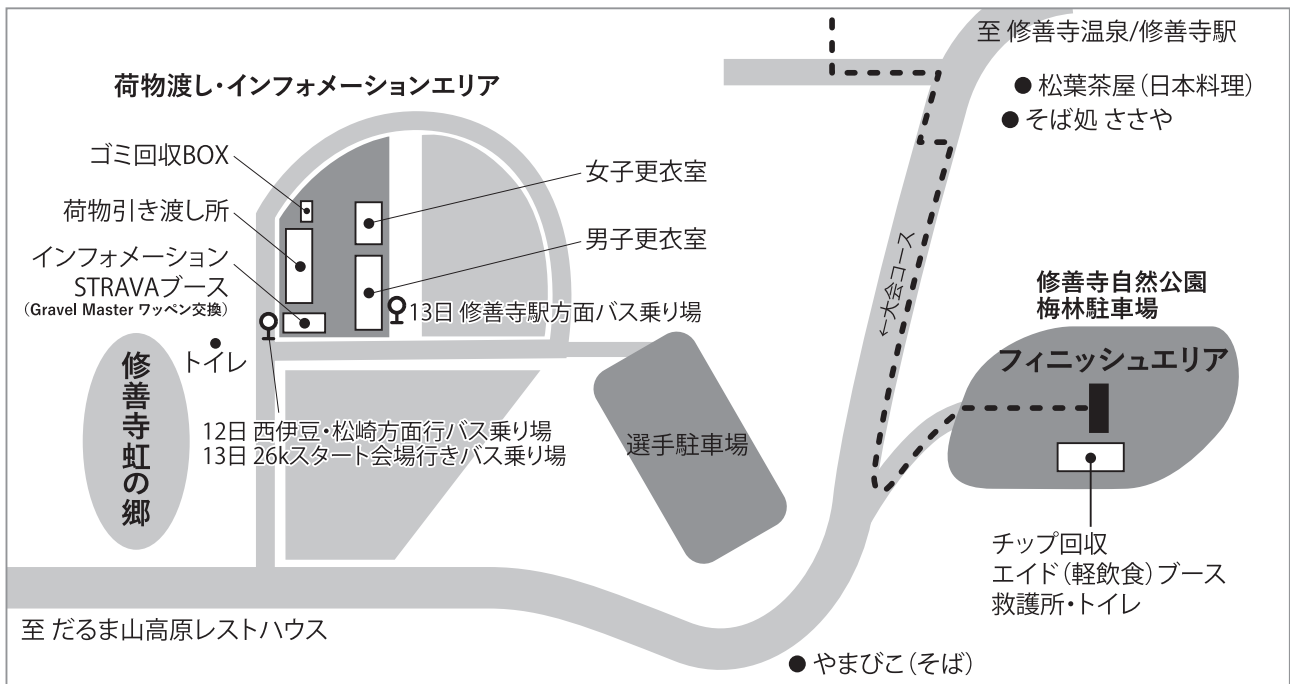 至 修善寺温泉/修善寺駅
● 松葉茶屋（日本料理）
● そば処 ささや
荷物渡し・インフォメーションエリア
ゴミ回収BOX
荷物引き渡し所
インフォメーション
STRAVAブース
（Gravel Master ワッペン交換）
トイレ
女子更衣室
男子更衣室
13日 修善寺駅方面バス乗り場
修善寺虹の郷
12日 西伊豆・松崎方面行バス乗り場
13日 26kスタート会場行きバス乗り場
選手駐車場
←大会コース
修善寺自然公園
梅林駐車場
フィニッシュエリア
チップ回収
エイド（軽飲食）ブース
救護所・トイレ
至 だるま山高原レストハウス
● やまびこ（そば）